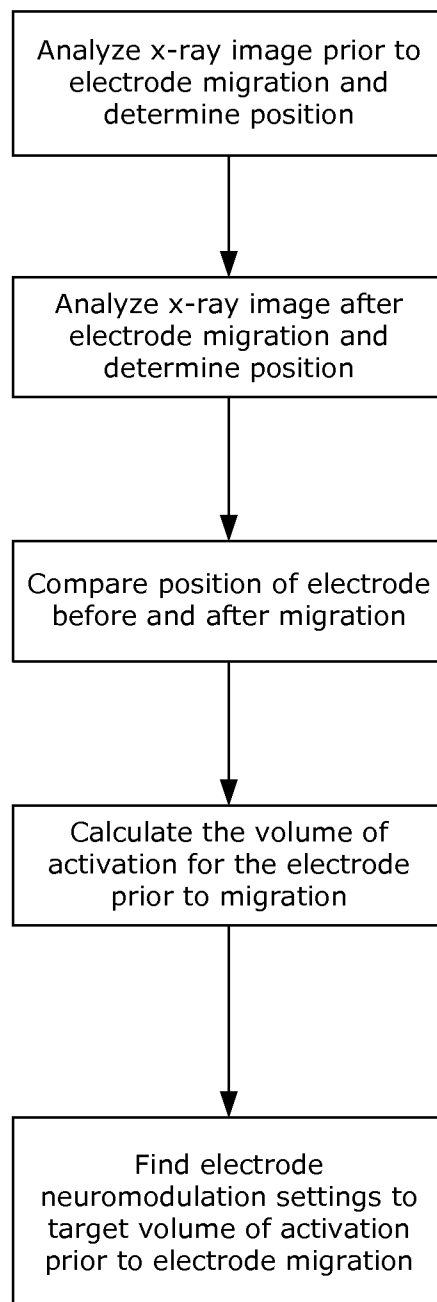 Analyze x-ray image prior to
electrode migration and
determine position
Analyze x-ray image after
electrode migration and
determine position
Compare position of electrode
before and after migration
Calculate the volume of
activation for the electrode
prior to migration
Find electrode
neuromodulation settings to
target volume of activation
prior to electrode migration